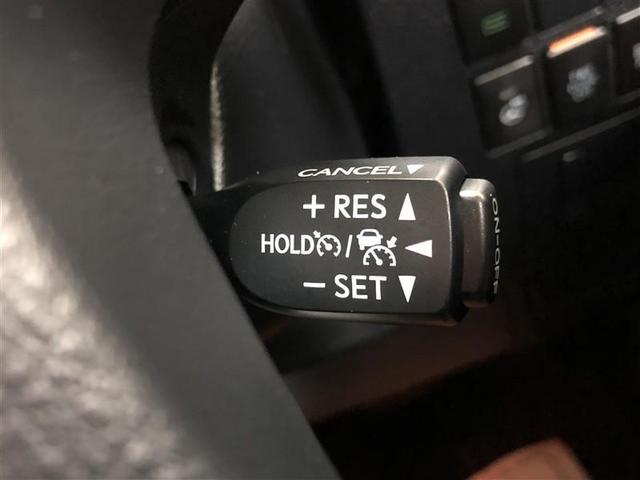 CANCEL▼
+ RES ▲
HOLD / ◀
− SET ▼
ON-OFF